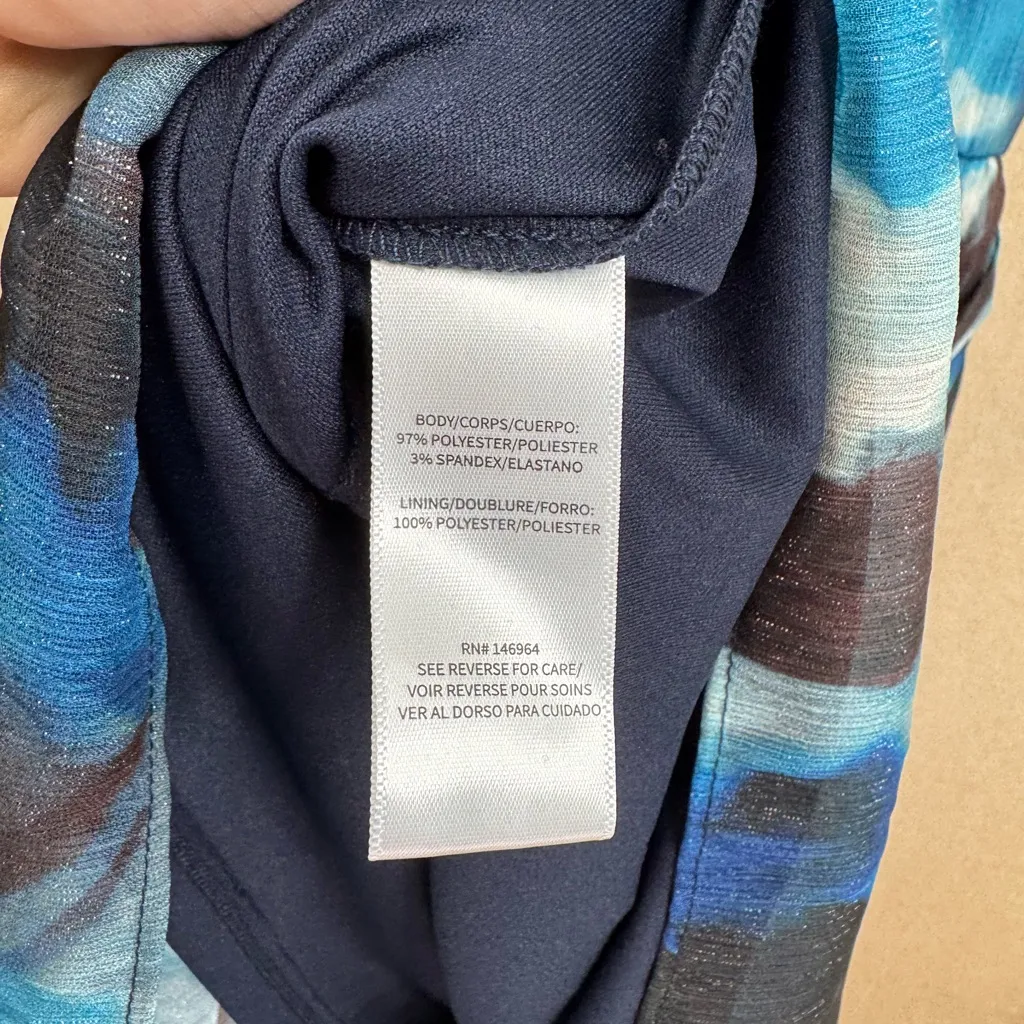 BODY/CORPS/CUERPO:
97% POLYESTER/POLIESTER
3% SPANDEX/ELASTANO
LINING/DOUBLURE/FORRO:
100% POLYESTER/POLIESTER
RN# 146964
SEE REVERSE FOR CARE/
VOIR REVERSE POUR SOINS
VER AL DORSO PARA CUIDADO